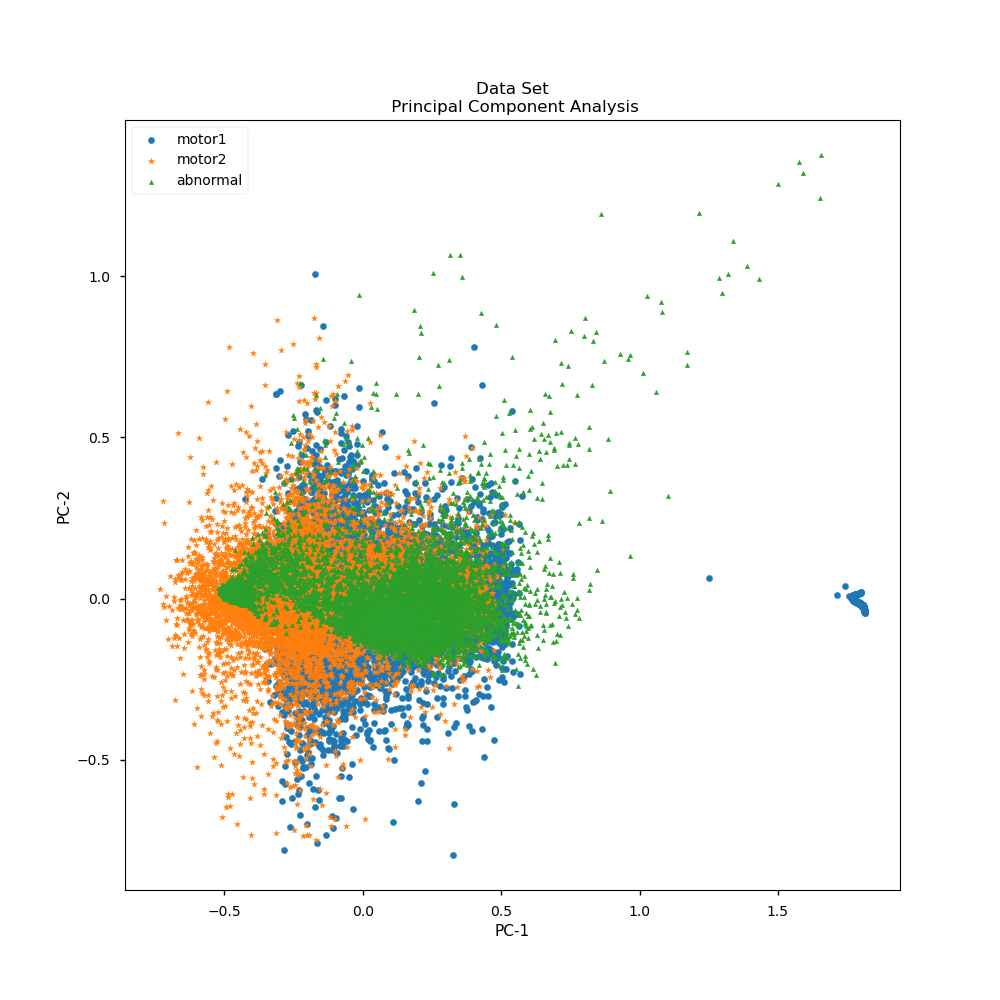 Data Set
Principal Component Analysis
motor1
motor2
abnormal
PC-2
1.0
0.5
0.0
−0.5
−0.5
0.0
0.5
1.0
1.5
PC-1